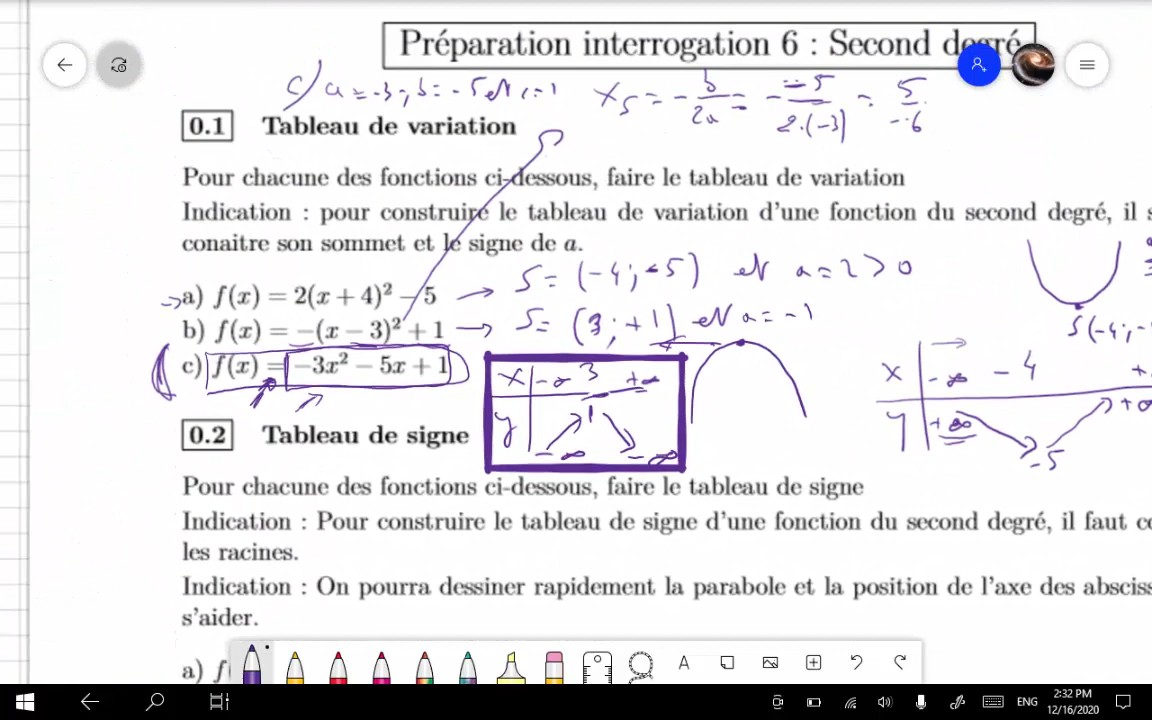 Préparation interrogation 6 : Second degré
c) a = -3 ; b = -5 et c = 1 xs = - b/2a = - -5/2·(-3) = 5/-6
0.1 Tableau de variation
Pour chacune des fonctions ci-dessous, faire le tableau de variation
Indication : pour construire le tableau de variation d'une fonction du second degré, il
conaitre son sommet et le signe de a.
→ a) f(x) = 2(x + 4)² − 5 → S = (-4 ; -5) et a = 2 > 0
b) f(x) = −(x − 3)² + 1 → S = (3 ; +1) et a = -1
S(-4; -
c) f(x) = −3x² − 5x + 1
x -∞ 3 +∞
y -∞ 1 -∞
x -∞ -4 +
y +∞ -5 +∞
0.2 Tableau de signe
Pour chacune des fonctions ci-dessous, faire le tableau de signe
Indication : Pour construire le tableau de signe d'une fonction du second degré, il faut co
les racines.
Indication : On pourra dessiner rapidement la parabole et la position de l'axe des absciss
s'aider.
a) f
A
ENG
2:32 PM
12/16/2020